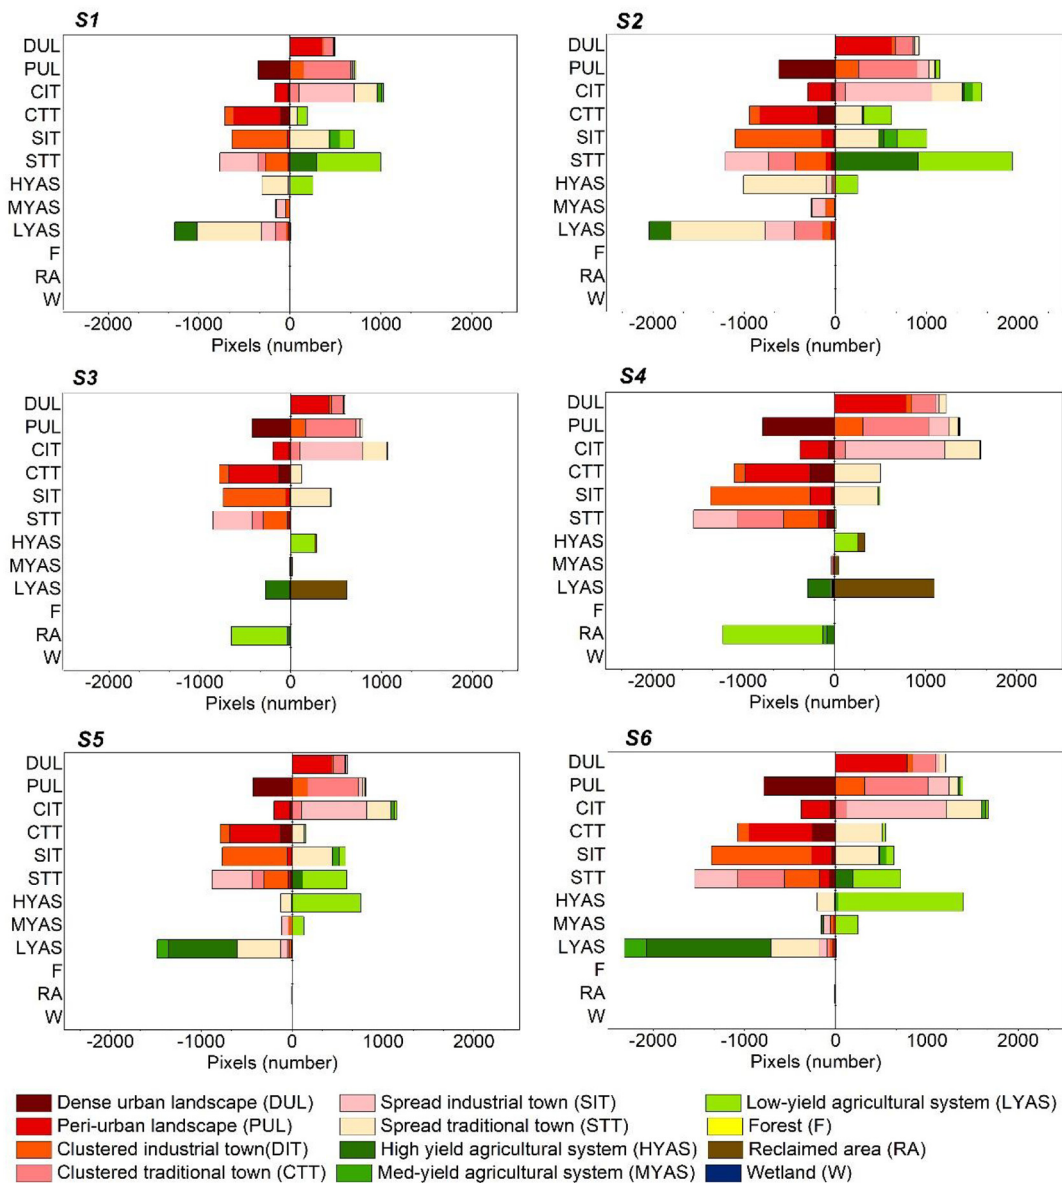 S1
S2
DUL
PUL
CIT
CTT
SIT
STT
HYAS
MYAS
LYAS
F
RA
W
-2000 -1000 0 1000 2000
Pixels (number)
DUL
PUL
CIT
CTT
SIT
STT
HYAS
MYAS
LYAS
F
RA
W
-2000 -1000 0 1000 2000
Pixels (number)
S3
S4
DUL
PUL
CIT
CTT
SIT
STT
HYAS
MYAS
LYAS
F
RA
W
-2000 -1000 0 1000 2000
Pixels (number)
DUL
PUL
CIT
CTT
SIT
STT
HYAS
MYAS
LYAS
F
RA
W
-2000 -1000 0 1000 2000
Pixels (number)
S5
S6
DUL
PUL
CIT
CTT
SIT
STT
HYAS
MYAS
LYAS
F
RA
W
-2000 -1000 0 1000 2000
Pixels (number)
DUL
PUL
CIT
CTT
SIT
STT
HYAS
MYAS
LYAS
F
RA
W
-2000 -1000 0 1000 2000
Pixels (number)
Dense urban landscape (DUL)
Peri-urban landscape (PUL)
Clustered industrial town(DIT)
Clustered traditional town (CTT)
Spread industrial town (SIT)
Spread traditional town (STT)
High yield agricultural system (HYAS)
Med-yield agricultural system (MYAS)
Low-yield agricultural system (LYAS)
Forest (F)
Reclaimed area (RA)
Wetland (W)